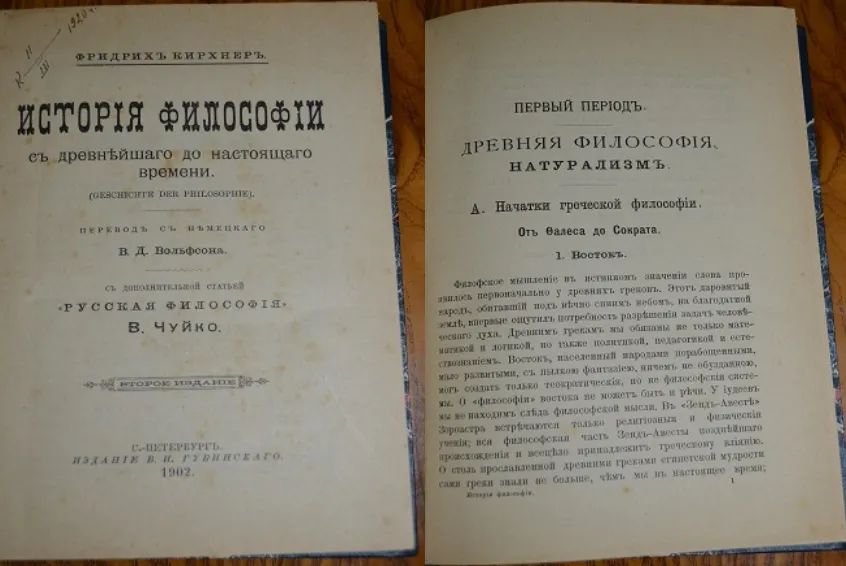 1920 г.
ФРИДРИХЪ КИРХНЕРЪ.
ИСТОРІЯ ФИЛОСОФІИ
съ древнѣйшаго до настоящаго
времени.
(GESCHICHTE DER PHILOSOPHIE).
ПЕРЕВОДЪ СЪ НѢМЕЦКАГО
В. Д. Вольфсона.
СЪ ДОПОЛНИТЕЛЬНОЙ СТАТЬЕЙ
«РУССКАЯ ФИЛОСОФІЯ»
В. Чуйко.
ВТОРОЕ ИЗДАНІЕ
С.-ПЕТЕРБУРГЪ.
ИЗДАНІЕ В. И. ГУБИНСКАГО.
1902.
ПЕРВЫЙ ПЕРІОДЪ.
ДРЕВНЯЯ ФИЛОСОФІЯ.
НАТУРАЛИЗМЪ.
А. Начатки греческой философіи.
Отъ Ѳалеса до Сократа.
1. Востокъ.
Филофское мышленіе въ истинномъ значеніи слова про-
явилось первоначально у древнихъ грековъ. Этотъ даровитый
народъ, обитавшій подъ вѣчно синимъ небомъ, на благодатной
землѣ, впервые ощутилъ потребность разрѣшенія задачъ человѣ-
ческаго духа. Древнимъ грекамъ мы обязаны не только мате-
матикой и логикой, но также политикой, педагогикой и есте-
ствознаніемъ. Востокъ, населенный народами порабощенными,
мало развитыми, съ пылкою фантазіею, ничемъ не обузданною,
могъ создать только теократическія, но не философскія систе-
мы. О «философіи» востока не можетъ быть и рѣчи. У іудеевъ
мы не находимъ слѣда философской мысли. Въ «Зендъ-Авестѣ»
Зороастра встрѣчаются только религіозныя и физическія
ученія; вся философская часть Зендъ-Авесты позднѣйшаго
происхожденія и всецѣло принадлежитъ греческому вліянію.
О столь прославленной древними греками египетской мудрости
сами греки знали не больше, чѣмъ мы въ настоящее время;
Исторія философіи.
1